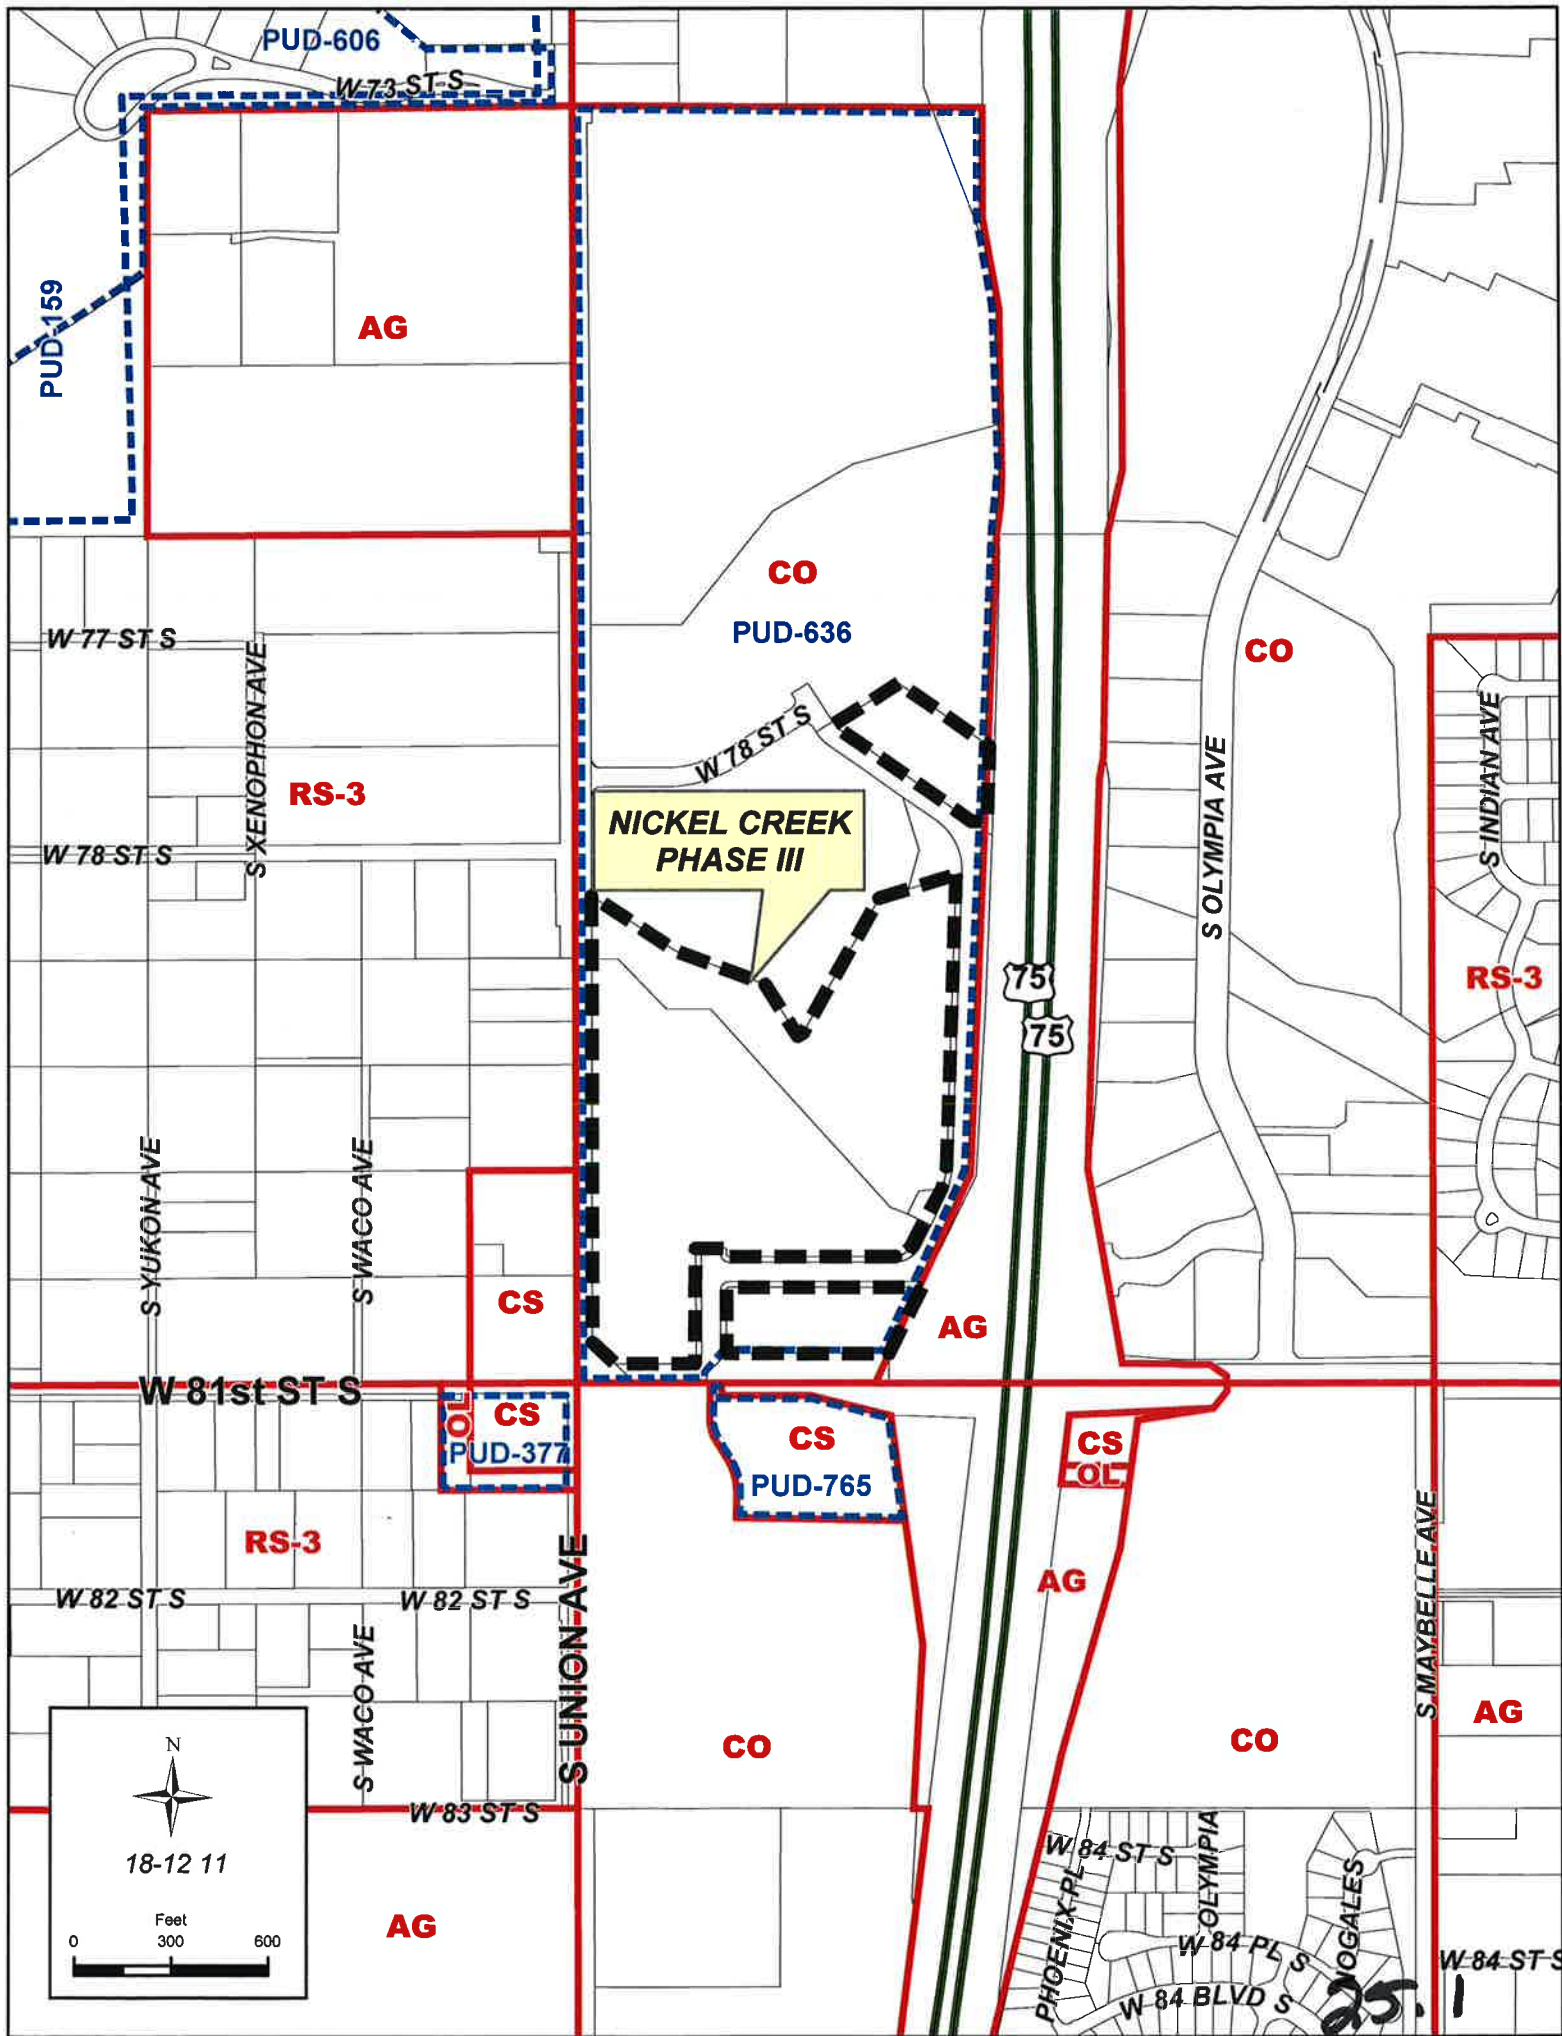 PUD-606
W 73 ST S
PUD-159
AG
CO
PUD-636
W 77 ST S
S XENOPHON AVE
CO
S INDIAN AVE
W 78 ST S
RS-3
S OLYMPIA AVE
NICKEL CREEK
PHASE III
W 78 ST S
75
RS-3
75
S YUKON AVE
S WACO AVE
CS
AG
W 81st ST S
OL
CS
PUD-377
CS
PUD-765
CS
OL
RS-3
S UNION AVE
AG
S MAYBELLE AVE
W 82 ST S
W 82 ST S
S WACO AVE
AG
CO
CO
N
18-12 11
Feet
0 300 600
W 83 ST S
AG
W 84 ST S
PHOENIX PL
OLYMPIA
NOGALES
W 84 PL S
W 84 ST S
W 84 BLVD S
25.1